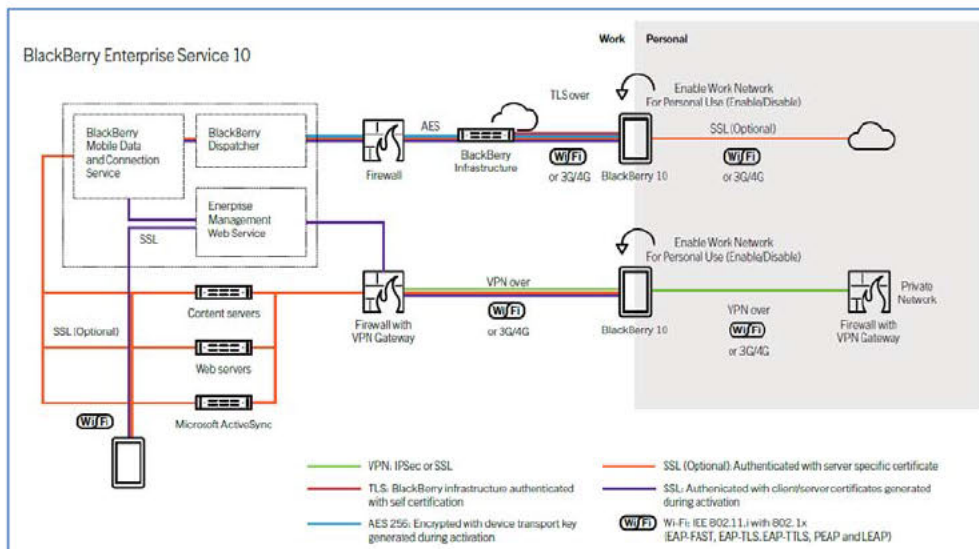 BlackBerry Enterprise Service 10
Work
Personal
BlackBerry
Mobile Data
and Connection
Service
BlackBerry
Dispatcher
Enerprise
Management
Web Service
SSL
Firewall
AES
BlackBerry
Infrastructure
TLS over
WiFi
or 3G/4G
BlackBerry 10
Enable Work Network
For Personal Use (Enable/Disable)
SSL (Optional)
WiFi
or 3G/4G
Content servers
SSL (Optional)
Web servers
Microsoft ActiveSync
WiFi
Firewall with
VPN Gateway
VPN over
WiFi
or 3G/4G
BlackBerry 10
Enable Work Network
For Personal Use (Enable/Disable)
VPN over
WiFi
or 3G/4G
Private
Network
Firewall with
VPN Gateway
VPN: IPSec or SSL
TLS: BlackBerry infrastructure authenticated
with self certification
AES 256: Encrypted with device transport key
generated during activation
SSL (Optional): Authenticated with server specific certificate
SSL: Authenicated with client/server certificates generated
during activation
WiFi
Wi-Fi: IEE 802.11.i with 802.1x
(EAP-FAST, EAP-TLS. EAP-TTLS, PEAP and LEAP)